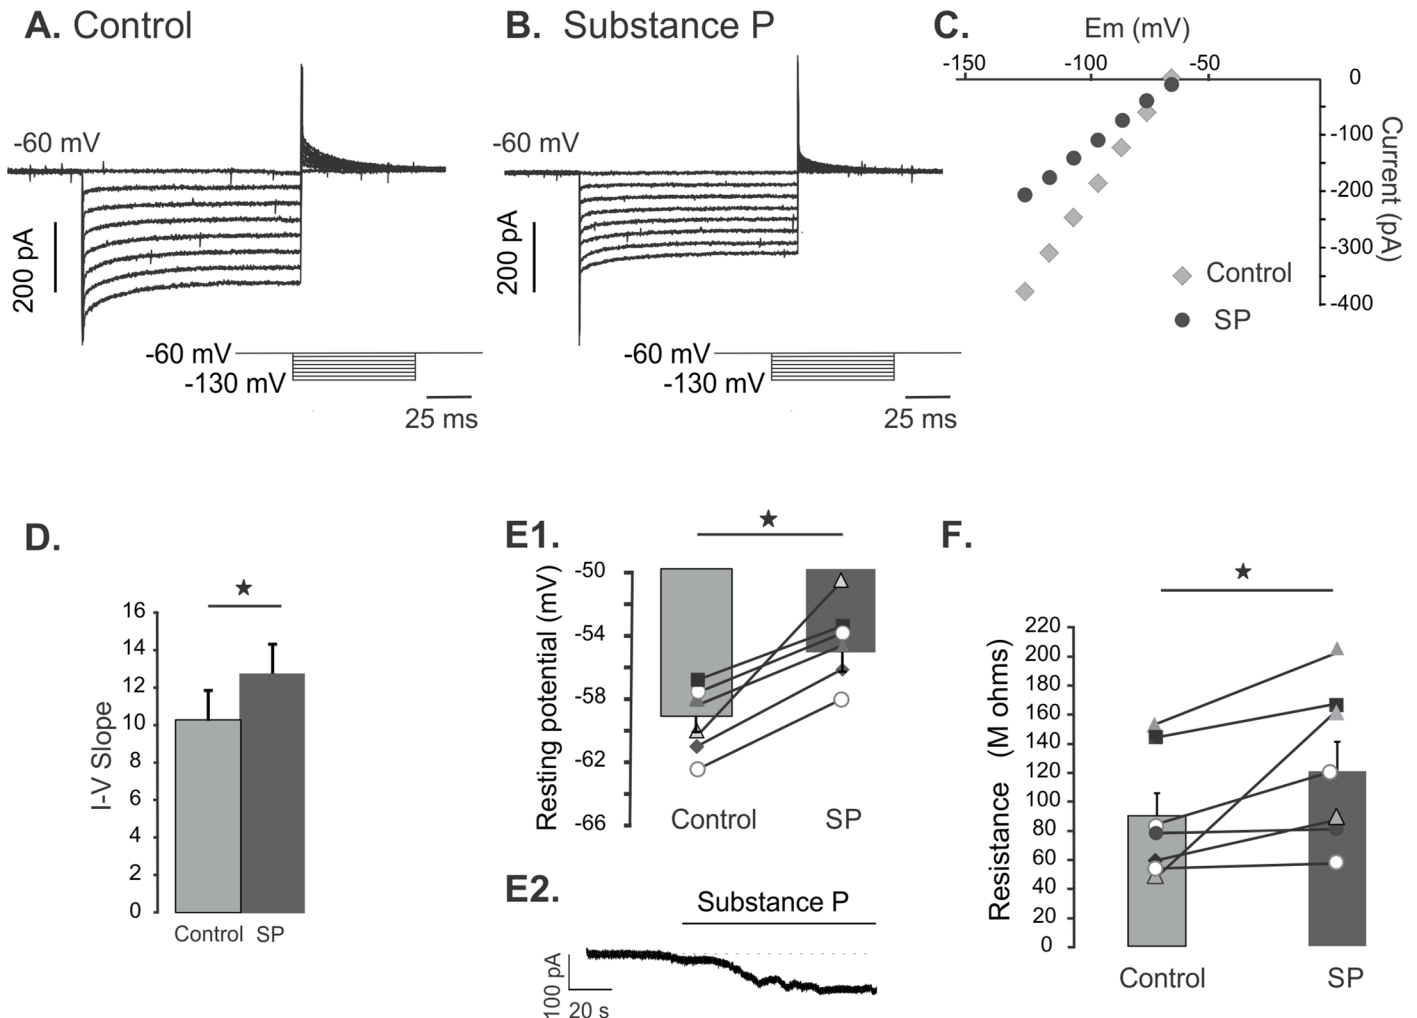 A. Control
-60 mV
200 pA
-60 mV
-130 mV
25 ms
B. Substance P
-60 mV
200 pA
-60 mV
-130 mV
25 ms
C.
Em (mV)
-150
-100
-50
0
-100
-200
-300
-400
Current (pA)
Control
SP
D.
I-V Slope
16
14
12
10
8
6
4
2
0
Control SP
E1.
Resting potential (mV)
-50
-54
-58
-62
-66
Control SP
E2.
Substance P
100 pA
20 s
F.
Resistance (M ohms)
220
200
180
160
140
120
100
80
60
40
20
0
Control SP